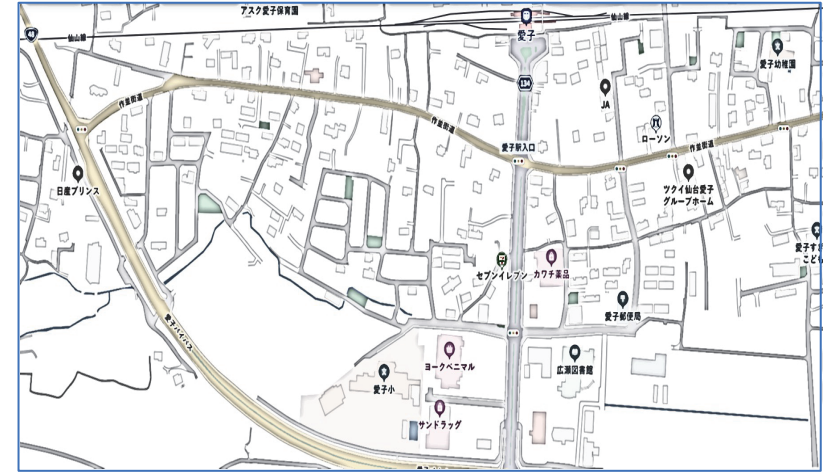 アスク愛子保育園
仙山線
仙山線
48
愛子
愛子幼稚園
134
JA
作並街道
作並街道
ローソン
愛子駅入口
作並街道
日産プリンス
ツクイ仙台愛子
グループホーム
愛子す
こども
セブンイレブン
カワチ薬品
愛子郵便局
愛子バイパス
ヨークベニマル
広瀬図書館
愛子小
サンドラッグ